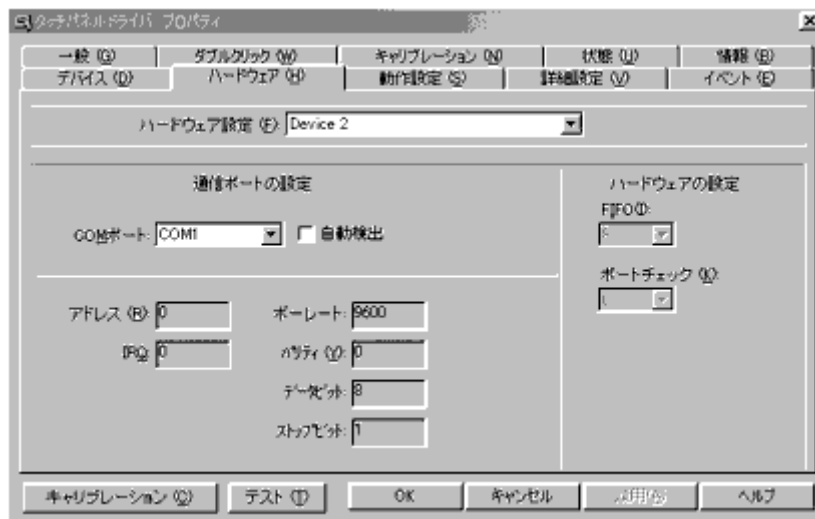 タッチパネルドライバ プロパティ
一般 (G) ダブルクリック (W) キャリブレーション (N) 状態 (U) 情報 (B)
デバイス (D) ハードウェア (H) 動作設定 (S) 詳細設定 (V) イベント (E)
ハードウェア設定 (F): Device 2
通信ポートの設定
ハードウェアの設定
FIFO(I):
COMポート: COM1 自動検出
ポートチェック (K):
アドレス (R): 0 ボーレート: 9600
IRQ: 0 パリティ (Y): 0
データビット: 8
ストップビット: 1
キャリブレーション (C) テスト (T) OK キャンセル 適用(A) ヘルプ